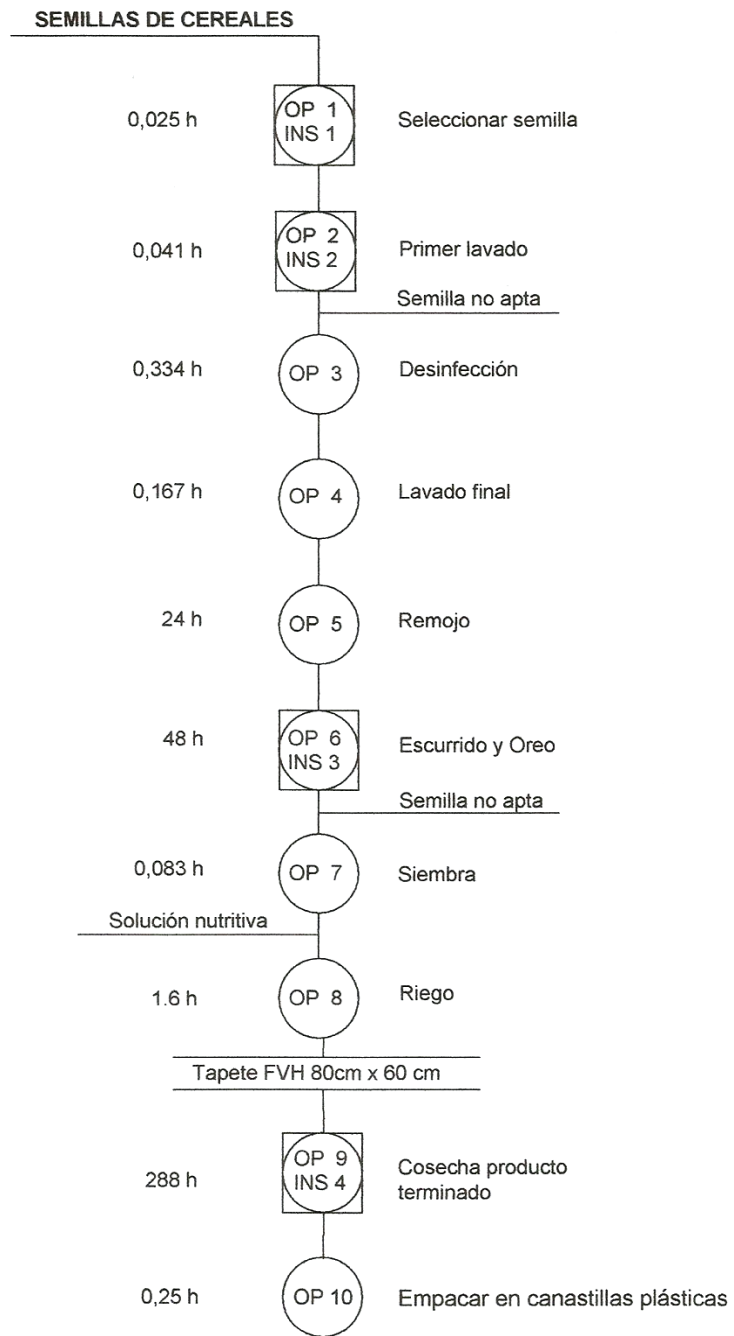 SEMILLAS DE CEREALES
0,025 h
OP 1
INS 1
Seleccionar semilla
0,041 h
OP 2
INS 2
Primer lavado
Semilla no apta
0,334 h
OP 3
Desinfección
0,167 h
OP 4
Lavado final
24 h
OP 5
Remojo
48 h
OP 6
INS 3
Escurrido y Oreo
Semilla no apta
0,083 h
OP 7
Siembra
Solución nutritiva
1.6 h
OP 8
Riego
Tapete FVH 80cm x 60 cm
288 h
OP 9
INS 4
Cosecha producto
terminado
0,25 h
OP 10
Empacar en canastillas plásticas